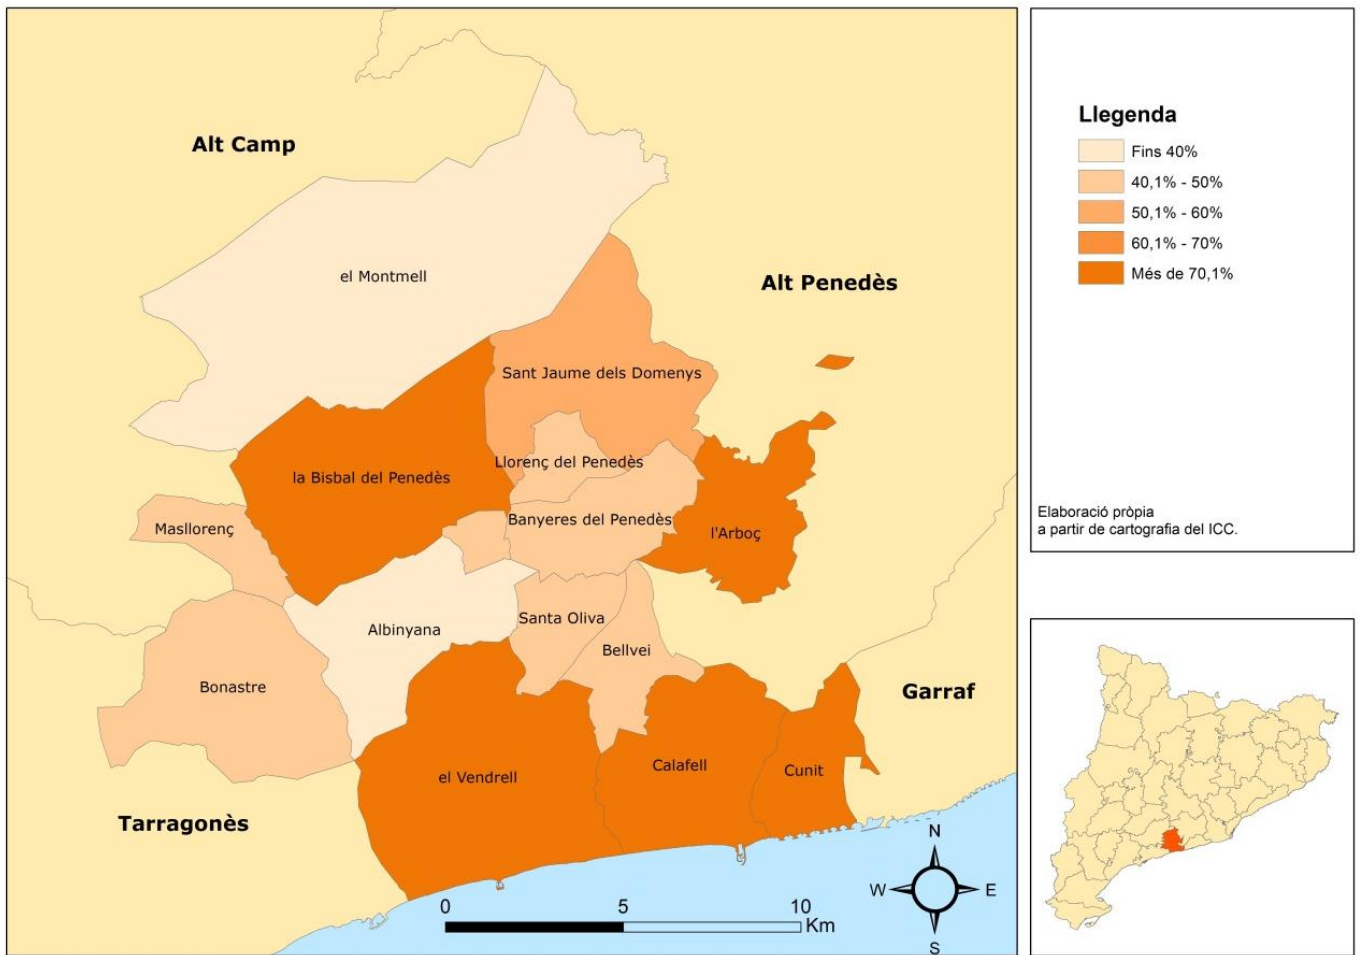 Alt Camp
el Montmell
Alt Penedès
Sant Jaume dels Domenys
Llorenç del Penedès
la Bisbal del Penedès
Masllorenç
Banyeres del Penedès
l'Arboç
Santa Oliva
Albinyana
Bellvei
Bonastre
Garraf
Calafell
Cunit
el Vendrell
Tarragonès
N
W
E
S
0
5
10
Km
Llegenda
Fins 40%
40,1% - 50%
50,1% - 60%
60,1% - 70%
Més de 70,1%
Elaboració pròpia
a partir de cartografia del ICC.